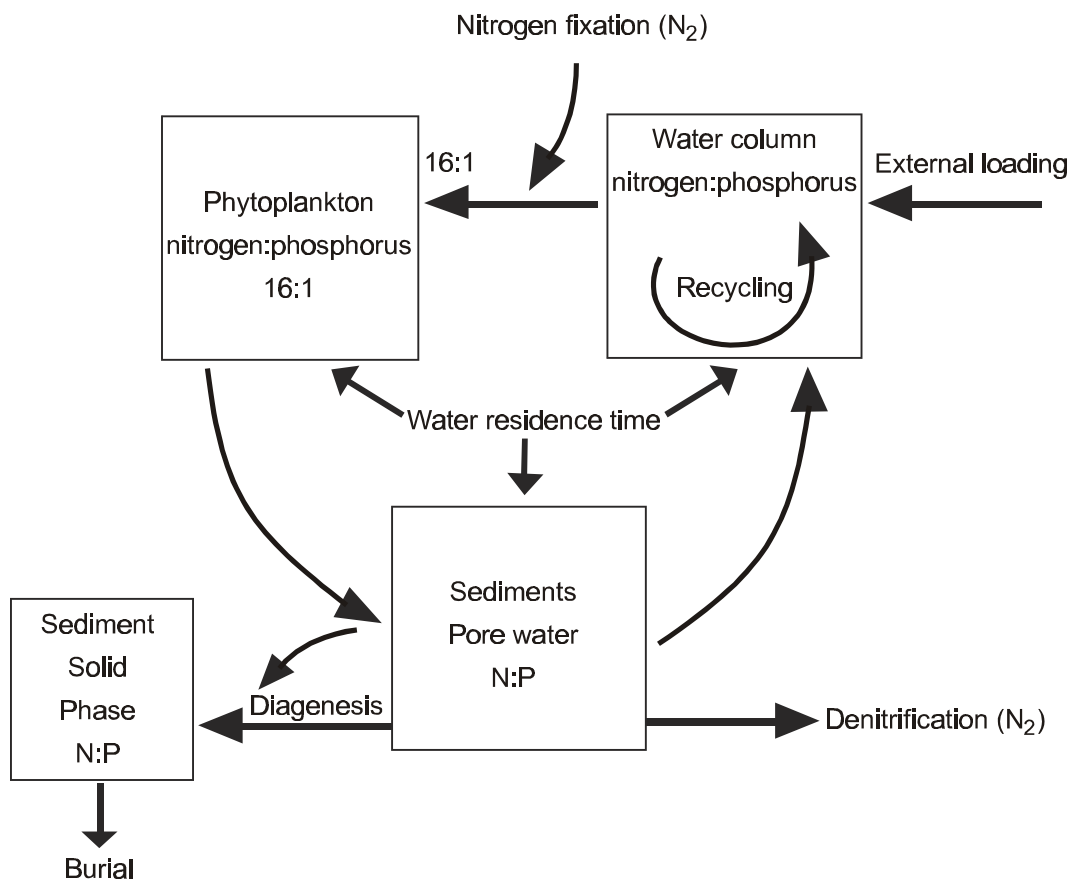 Nitrogen fixation (N₂)
16:1
Water column
nitrogen:phosphorus
External loading
Phytoplankton
nitrogen:phosphorus
16:1
Recycling
Water residence time
Sediments
Pore water
N:P
Sediment
Solid
Phase
N:P
Diagenesis
Denitrification (N₂)
Burial